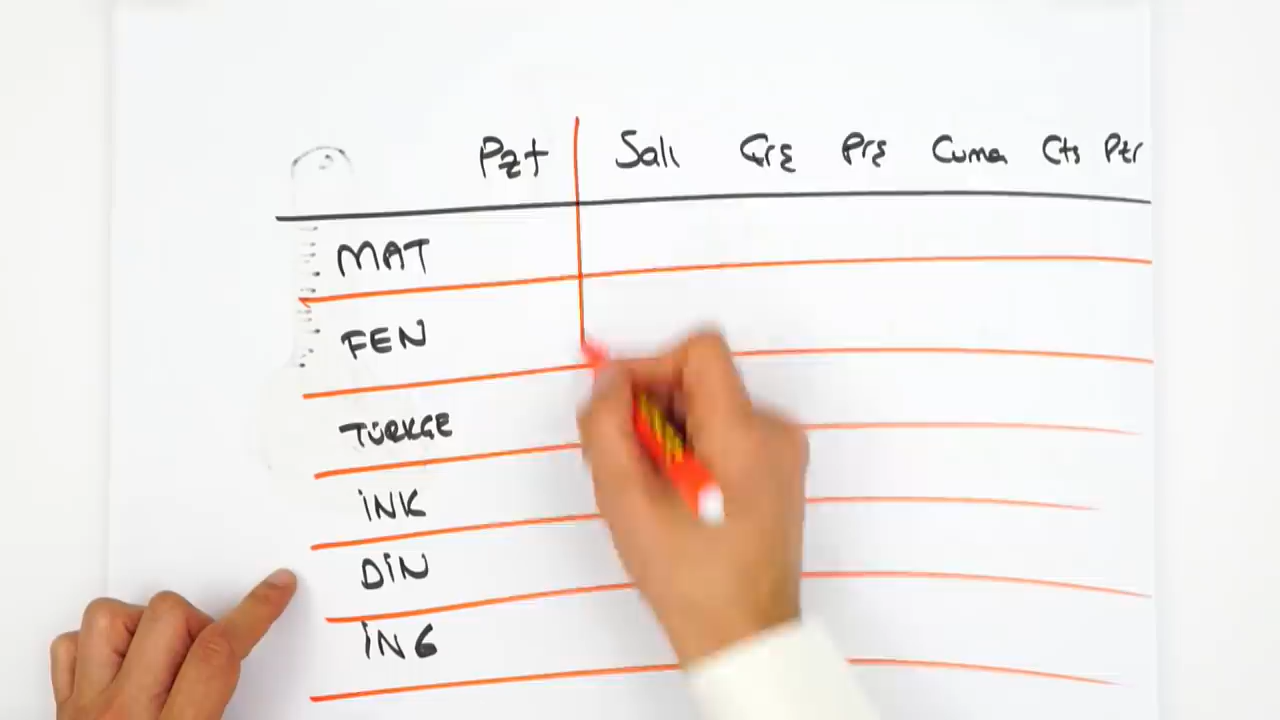 Pzt Salı Çrş Prş Cuma Cts Pzr
MAT
FEN
TÜRKÇE
İNK
DİN
İNG